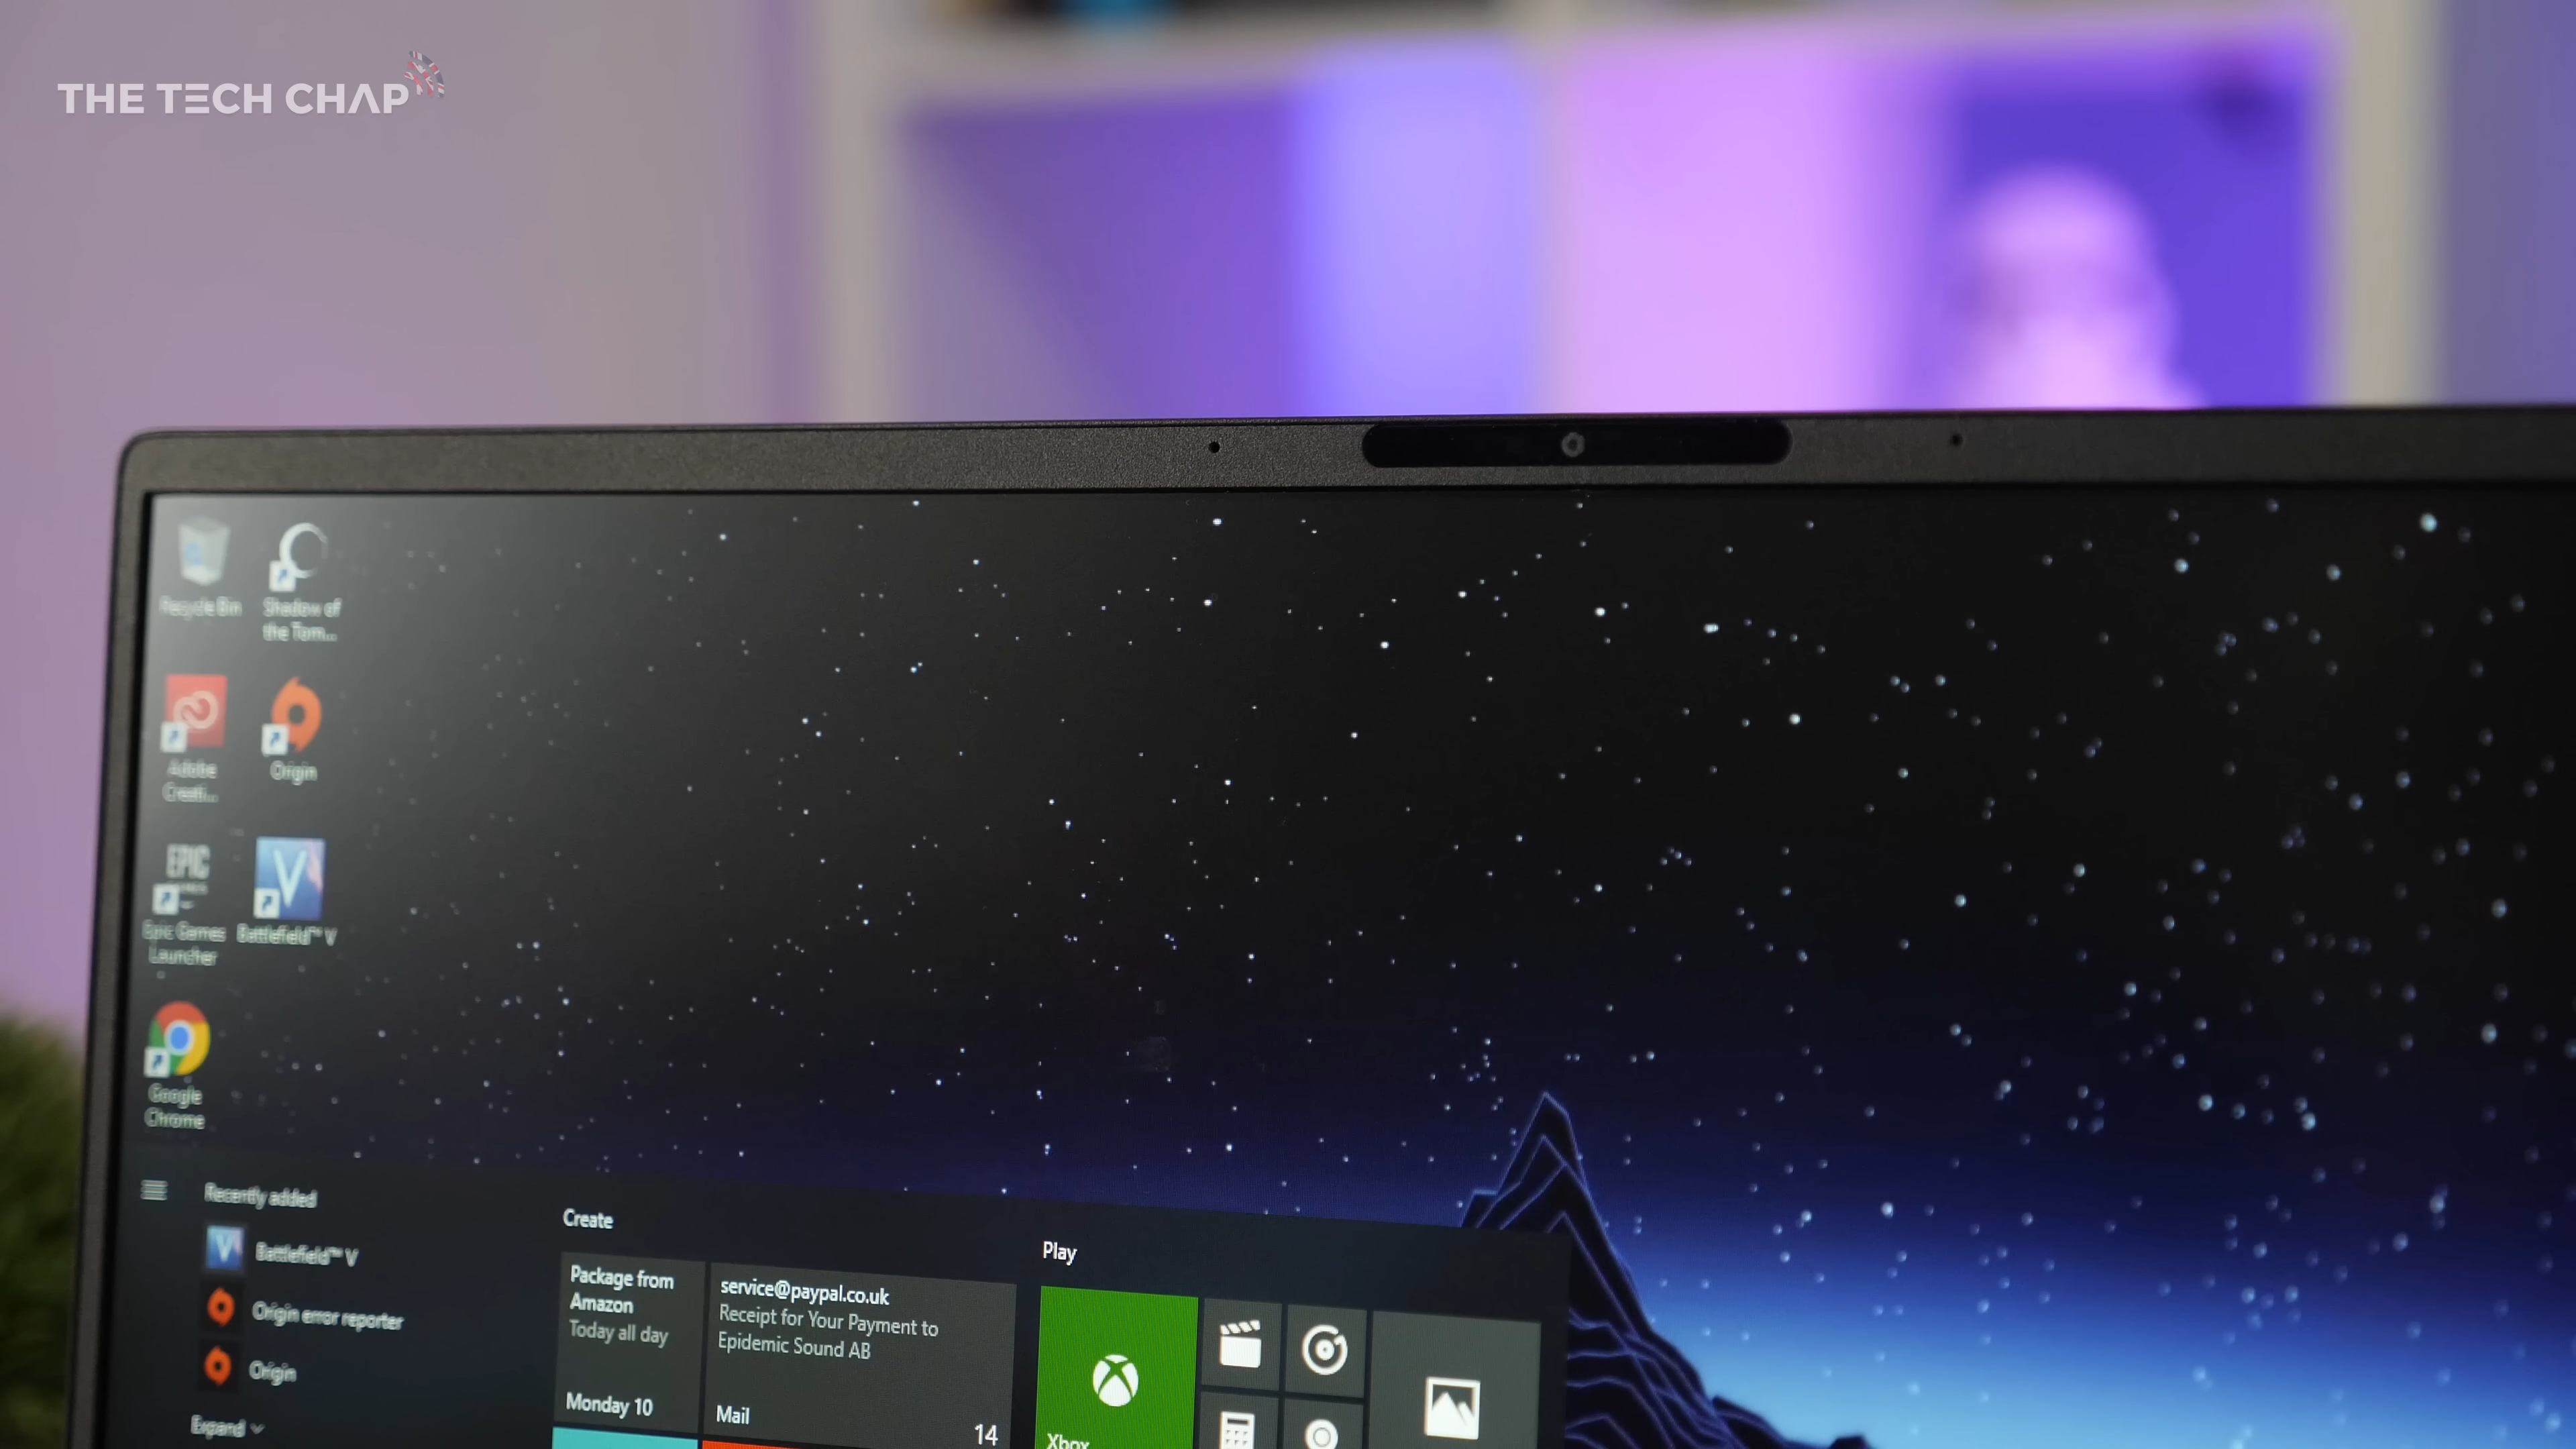 THE TECH CHAP
Recycle Bin
Shadow of
the Tom...
Adobe
Creati...
Origin
EPIC
Epic Games
Launcher
Battlefield™ V
Google
Chrome
Recently added
Battlefield™ V
Origin error reporter
Origin
Expand
Create
Package from
Amazon
Today all day
Monday 10
service@paypal.co.uk
Receipt for Your Payment to
Epidemic Sound AB
Mail
14
Play
Xbox